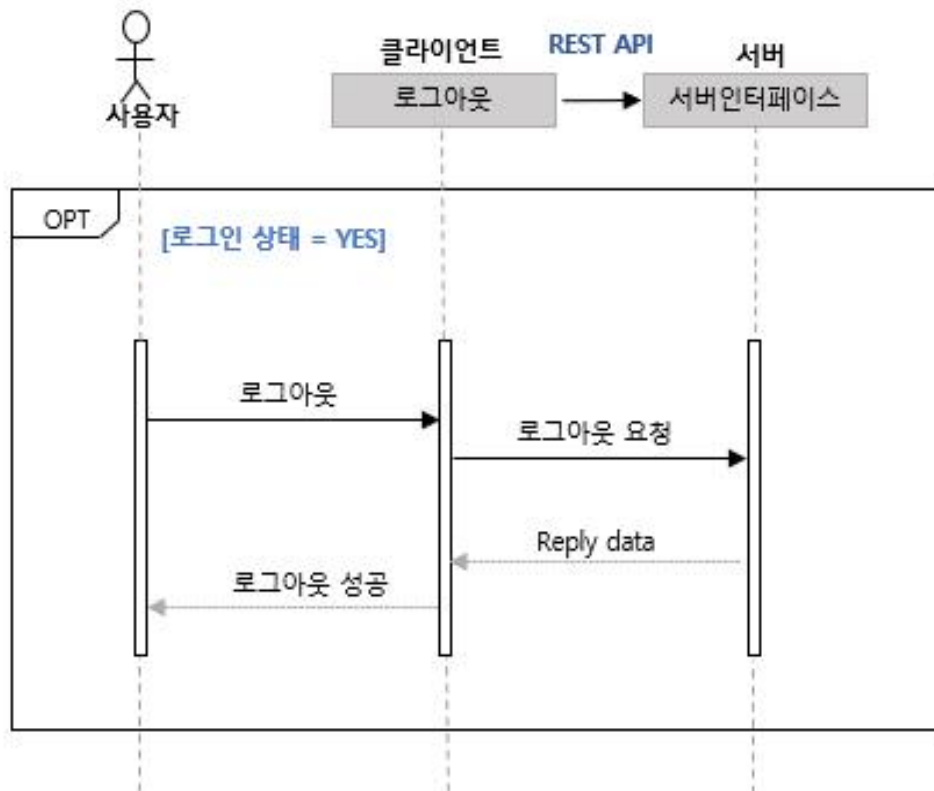 클라이언트 REST API 서버
사용자 로그아웃 서버인터페이스
OPT
[로그인 상태 = YES]
로그아웃
로그아웃 요청
Reply data
로그아웃 성공